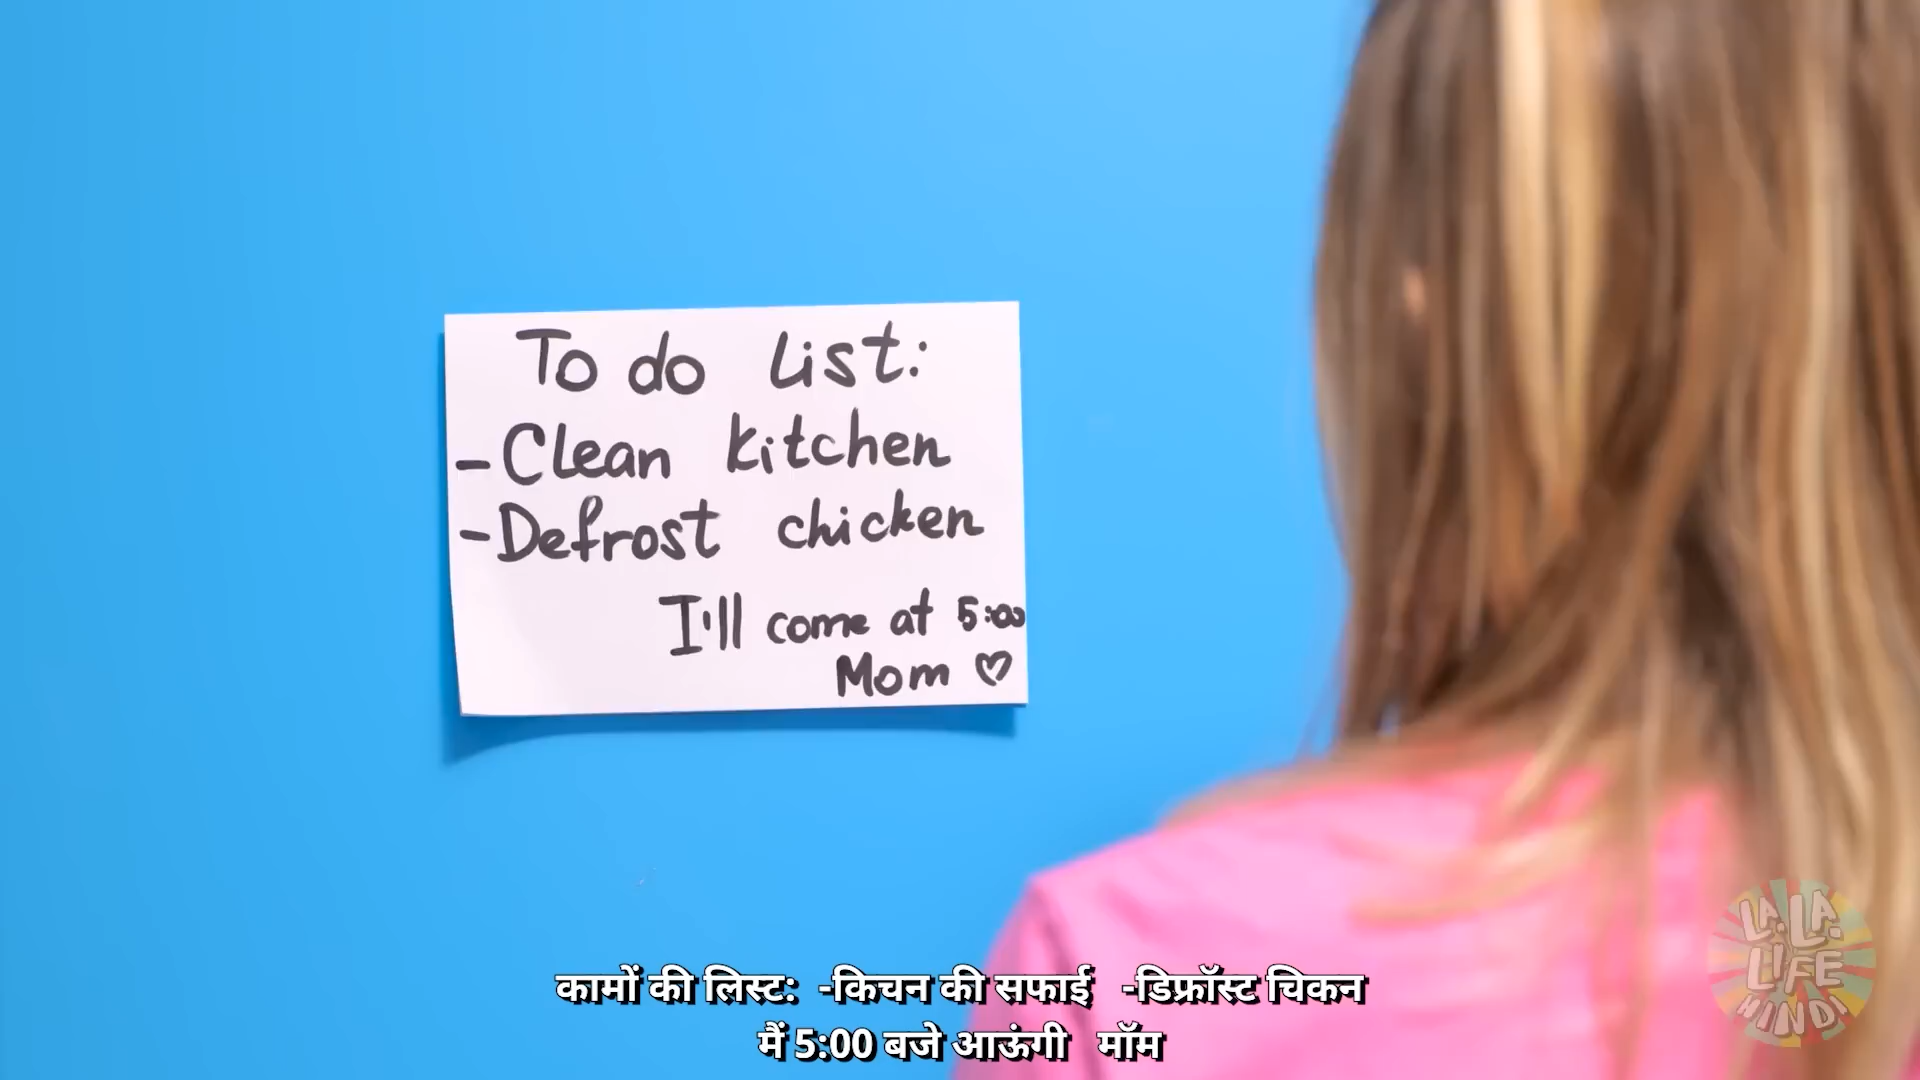 To do list:
-Clean kitchen
-Defrost chicken
I'll come at 5:00
Mom ♡
LA LA
LIFE
HINDI
कामों की लिस्ट: -किचन की सफाई -डिफ्रॉस्ट चिकन
मैं 5:00 बजे आऊंगी मॉम